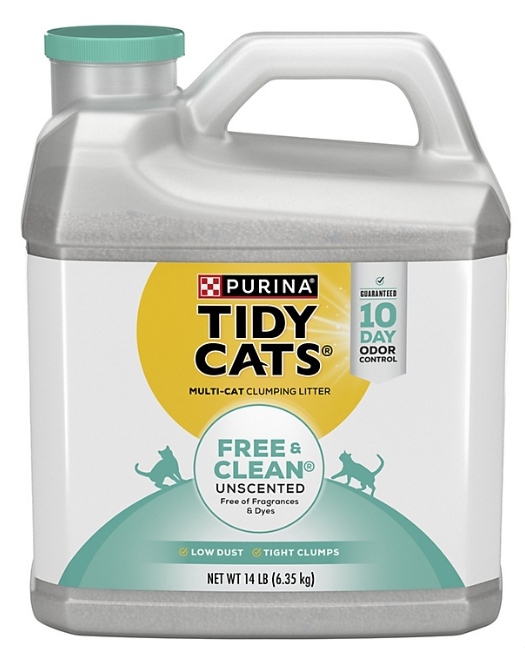 PURINA®
TIDY
CATS®
MULTI-CAT CLUMPING LITTER
GUARANTEED
10
DAY
ODOR
CONTROL
FREE &
CLEAN®
UNSCENTED
Free of Fragrances
& Dyes
LOW DUST TIGHT CLUMPS
NET WT 14 LB (6.35 kg)